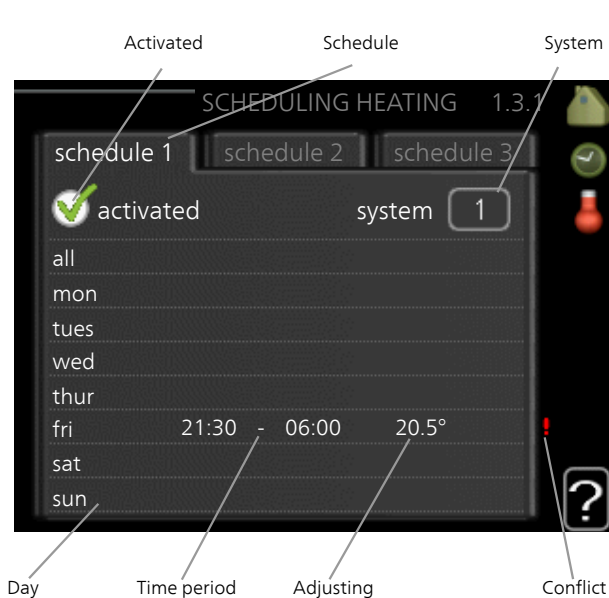 Activated Schedule System
SCHEDULING HEATING 1.3.1
schedule 1 schedule 2 schedule 3
activated system 1
all
mon
tues
wed
thur
fri 21:30 - 06:00 20.5° !
sat
sun
?
Day Time period Adjusting Conflict